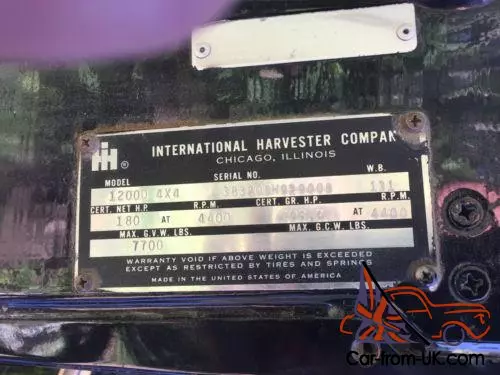 IH ®
INTERNATIONAL HARVESTER COMPAN
CHICAGO, ILLINOIS
MODEL SERIAL NO. W.B.
1200D 4X4 131
CERT. NET H.P. R.P.M. CERT. GR. H.P. R.P.M.
180 AT 4400 AT 4400
MAX. G.V.W. LBS. MAX. G.C.W. LBS.
7700
WARRANTY VOID IF ABOVE WEIGHT IS EXCEEDED
EXCEPT AS RESTRICTED BY TIRES AND SPRINGS
MADE IN THE UNITED STATES OF AMERICA
Car-from-UK.com